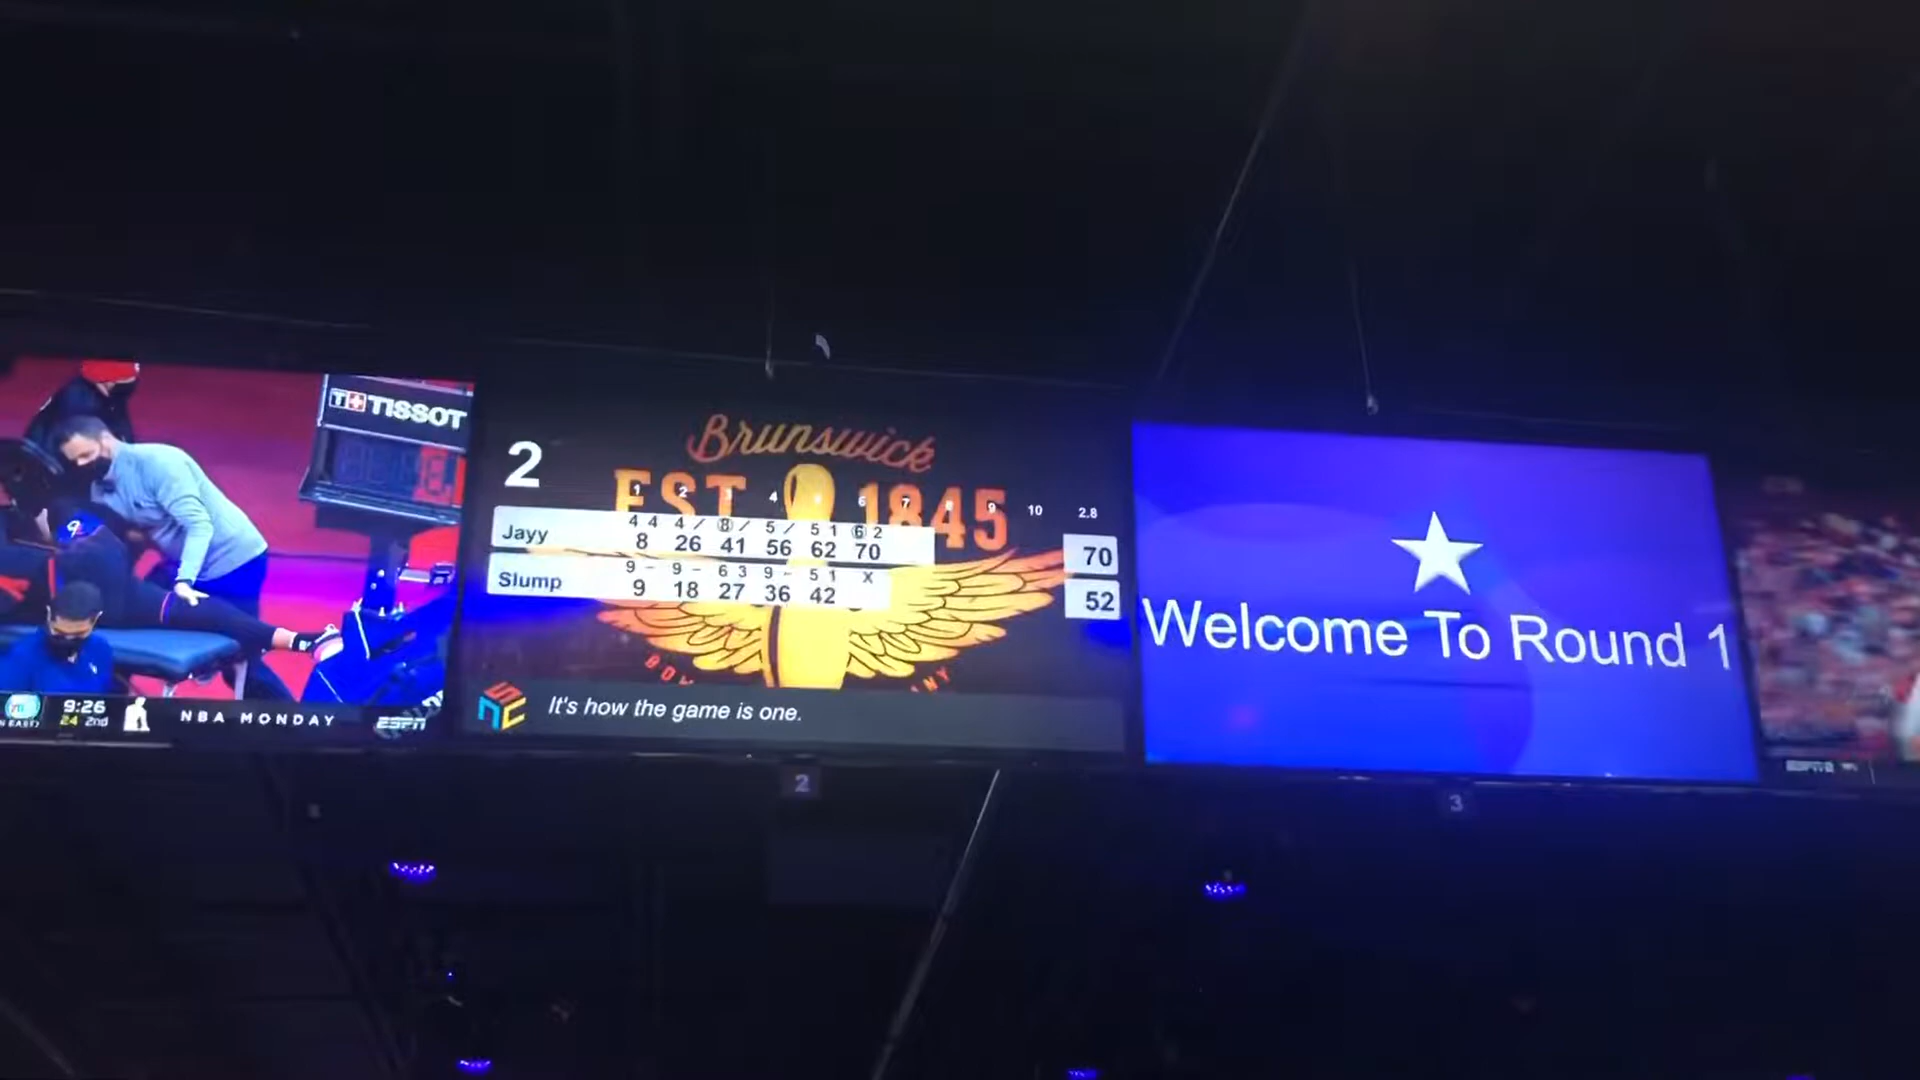 T+TISSOT
9:26
24 2nd
NBA MONDAY
ESPN
2
Brunswick
EST 1845
1 2 3 4 6 7 8 9 10 2.8
Jayy
4 4 4 / 8 / 5 / 5 1 6 2
8 26 41 56 62 70
70
Slump
9 - 9 - 6 3 9 - 5 1 X
9 18 27 36 42
52
It's how the game is one.
2
Welcome To Round 1
3